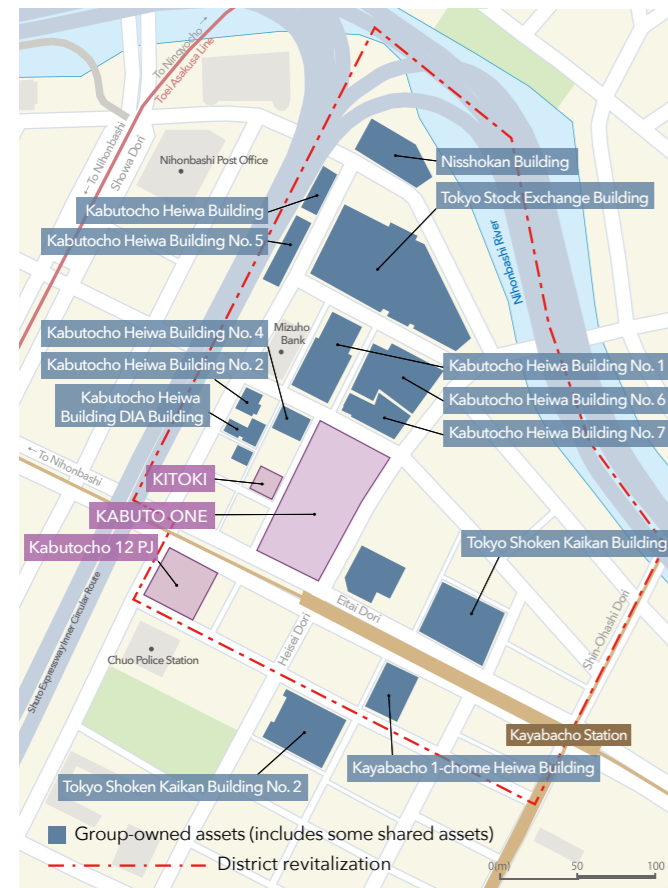 To Ningyocho →
Toei Asakusa Line
← To Nihonbashi
Showa Dori
Nihonbashi Post Office
Nisshokan Building
Tokyo Stock Exchange Building
Kabutocho Heiwa Building
Kabutocho Heiwa Building No. 5
Nihonbashi River
Kabutocho Heiwa Building No. 4
Mizuho
Bank
Kabutocho Heiwa Building No. 2
Kabutocho Heiwa Building No. 1
Kabutocho Heiwa
Building DIA Building
Kabutocho Heiwa Building No. 6
Kabutocho Heiwa Building No. 7
← To Nihonbashi
KITOKI
KABUTO ONE
Kabutocho 12 PJ
Tokyo Shoken Kaikan Building
Eitai Dori
Heisei Dori
Shin-Ohashi Dori
Shuto Expressway Inner Circular Route
Chuo Police Station
Kayabacho Station
Kayabacho 1-chome Heiwa Building
Tokyo Shoken Kaikan Building No. 2
Group-owned assets (includes some shared assets)
District revitalization
0(m) 50 100